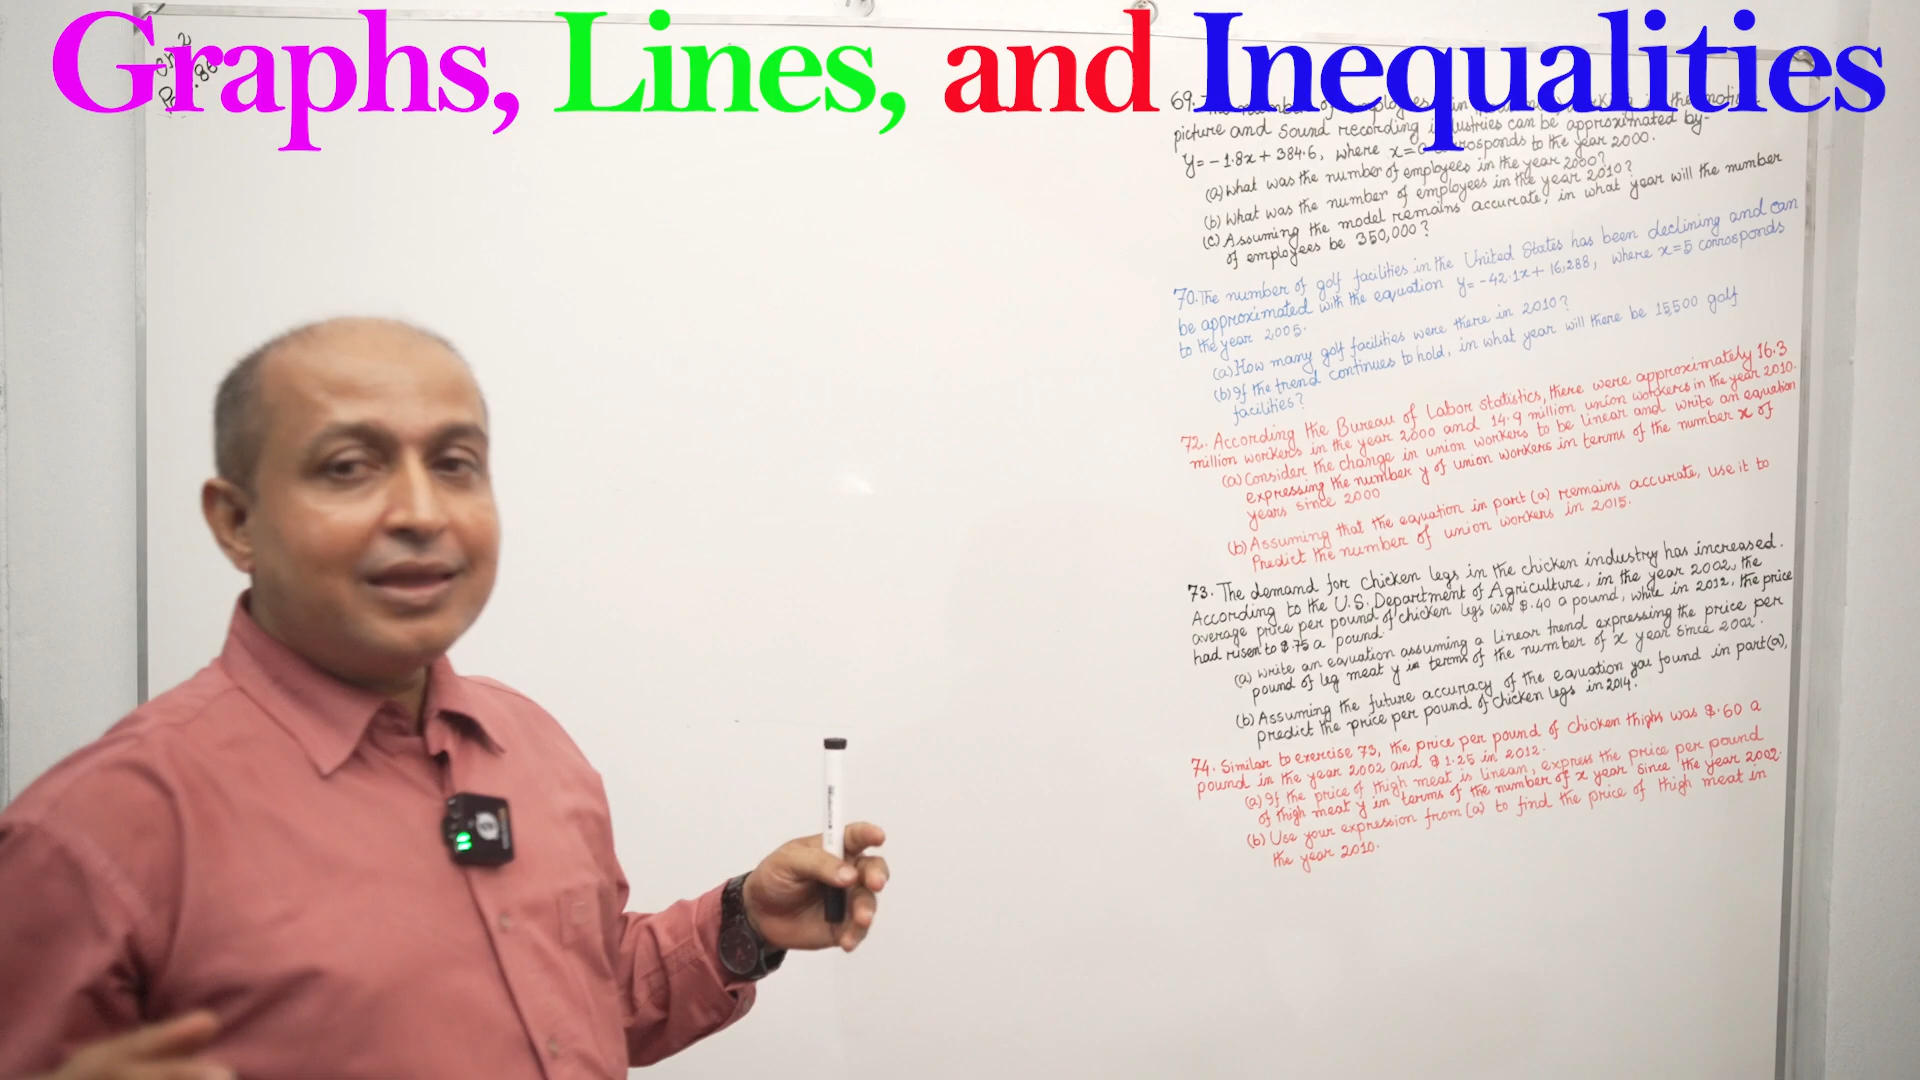 Graphs, Lines, and Inequalities
Ch 2
69. The number of employees in working in the motion
picture and sound recording industries can be approximated by
y = -1.8x + 384.6, where x=0 corresponds to the year 2000.
(a) What was the number of employees in the year 2000?
(b) What was the number of employees in the year 2010?
(c) Assuming the model remains accurate, in what year will the number
of employees be 350,000?
70. The number of golf facilities in the United States has been declining and can
be approximated with the equation y = -42.1x + 16,288, where x=5 corrosponds
to the year 2005.
(a) How many golf facilities were there in 2010?
(b) If the trend continues to hold, in what year will there be 15,500 golf
facilities?
72. According the Bureau of Labor statistics, there were approximately 16.3
million workers in the year 2000 and 14.9 million union workers in the year 2010.
(a) Consider the change in union workers to be linear and write an equation
expressing the number y of union workers in terms of the number x of
years since 2000
(b) Assuming that the equation in part (a) remains accurate, use it to
Predict the number of union workers in 2015.
73. The demand for chicken legs in the chicken industry has increased.
According to the U.S. Department of Agriculture, in the year 2002, the
average price per pound of chicken legs was $.40 a pound, while in 2012, the price
had risen to $.75 a pound.
(a) write an equation assuming a linear trend expressing the price per
pound of leg meat y in terms of the number of x year since 2002.
(b) Assuming the future accuracy of the equation you found in part (a),
predict the price per pound of chicken legs in 2014.
74. Similar to exercise 73, the price per pound of chicken thighs was $.60 a
pound in the year 2002 and $1.25 in 2012.
(a) If the price of thigh meat is linear, express the price per pound
of thigh meat y in terms of the number of x year since the year 2002.
(b) Use your expression from (a) to find the price of thigh meat in
the year 2010.